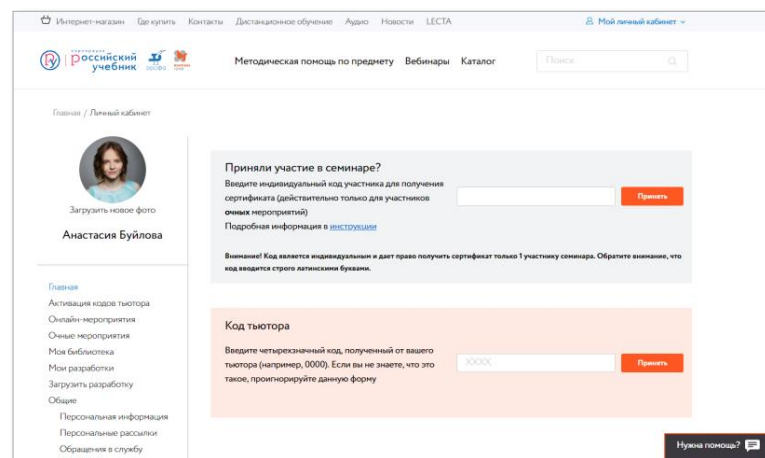 Интернет-магазин Где купить Контакты Дистанционное обучение Аудио Новости LECTA Мой личный кабинет
корпорация
российский
учебник
Методическая помощь по предмету Вебинары Каталог Поиск
Главная / Личный кабинет
Загрузить новое фото
Анастасия Буйлова
Главная
Активация кодов тьютора
Онлайн-мероприятия
Очные мероприятия
Моя библиотека
Мои разработки
Загрузить разработку
Общие
Персональная информация
Персональные рассылки
Обращения в службу
Приняли участие в семинаре?
Введите индивидуальный код участника для получения
сертификата (действительно только для участников
очных мероприятий)
Подробная информация в инструкции
Принять
Внимание! Код является индивидуальным и дает право получить сертификат только 1 участнику семинара. Обратите внимание, что
код вводится строго латинскими буквами.
Код тьютора
Введите четырехзначный код, полученный от вашего
тьютора (например, 0000). Если вы не знаете, что это
такое, проигнорируйте данную форму
XXXX
Принять
Нужна помощь?